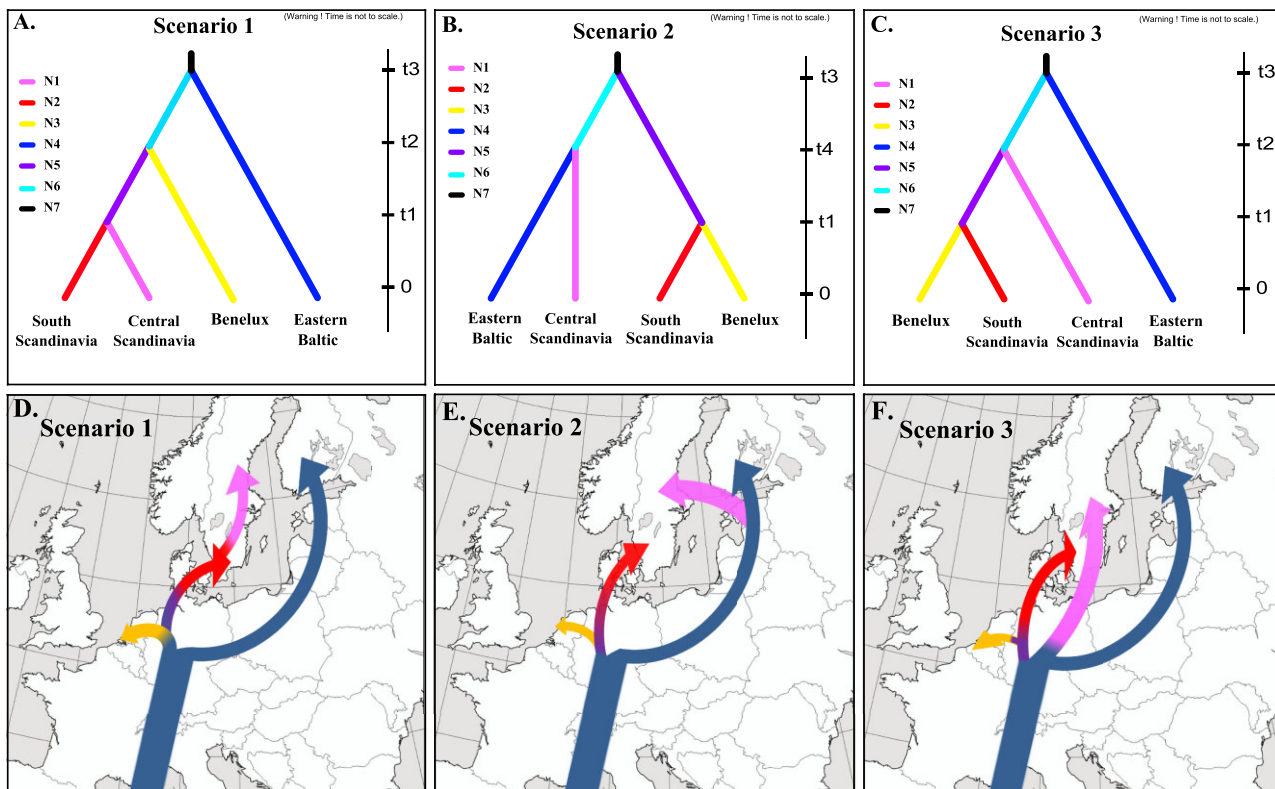 A.
(Warning ! Time is not to scale.)
Scenario 1
N1
N2
N3
N4
N5
N6
N7
t3
t2
t1
0
South
Scandinavia
Central
Scandinavia
Benelux
Eastern
Baltic
B.
(Warning ! Time is not to scale.)
Scenario 2
N1
N2
N3
N4
N5
N6
N7
t3
t4
t1
0
Eastern
Baltic
Central
Scandinavia
South
Scandinavia
Benelux
C.
(Warning ! Time is not to scale.)
Scenario 3
N1
N2
N3
N4
N5
N6
N7
t3
t2
t1
0
Benelux
South
Scandinavia
Central
Scandinavia
Eastern
Baltic
D.
Scenario 1
E.
Scenario 2
F.
Scenario 3